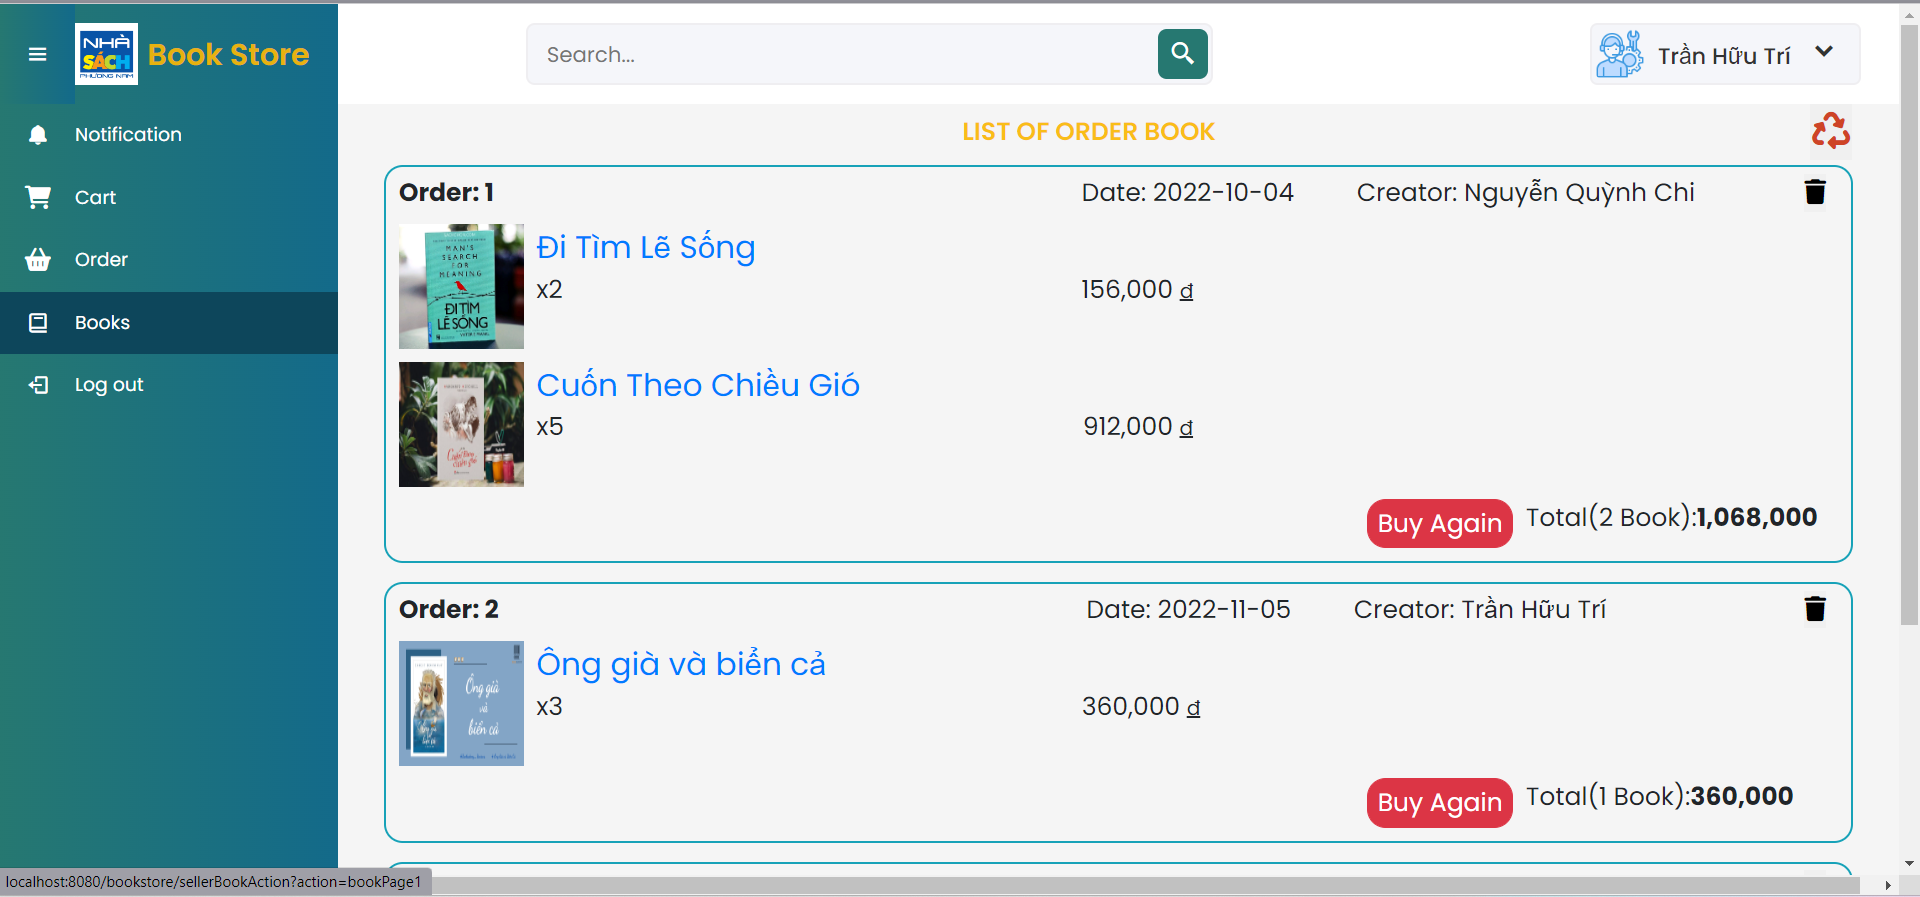 NHÀ
SÁCH
PHƯƠNG NAM
Book Store
Search...
Trần Hữu Trí
Notification
Cart
Order
Books
Log out
LIST OF ORDER BOOK
Order: 1
Date: 2022-10-04
Creator: Nguyễn Quỳnh Chi
MAN'S
SEARCH
FOR
MEANING
ĐI TÌM
LẼ SỐNG
Đi Tìm Lẽ Sống
x2
156,000 ₫
Cuốn Theo Chiều Gió
x5
912,000 ₫
Buy Again
Total(2 Book):1,068,000
Order: 2
Date: 2022-11-05
Creator: Trần Hữu Trí
Ông già
và
biển cả
Ông già và biển cả
x3
360,000 ₫
Buy Again
Total(1 Book):360,000
localhost:8080/bookstore/sellerBookAction?action=bookPage1